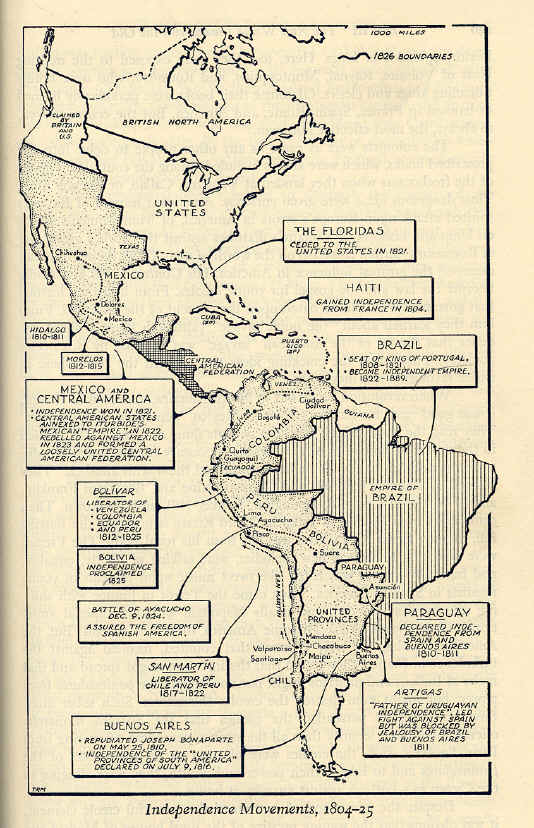 1000 MILES
1826 BOUNDARIES
CLAIMED
BY
BRITAIN
AND
U.S.
BRITISH NORTH AMERICA
UNITED
STATES
THE FLORIDAS
CEDED TO THE
UNITED STATES IN 1821.
TEXAS
Chihuahua
MEXICO
Dolores
Mexico
HAITI
GAINED INDEPENDENCE
FROM FRANCE IN 1804.
CUBA
(SP.)
PUERTO
RICO
(SP.)
HIDALGO
1810-1811
MORELOS
1812-1815
CENTRAL
AMERICAN
FEDERATION
BRAZIL
• SEAT OF KING OF PORTUGAL,
1808-1821.
• BECAME INDEPENDENT EMPIRE,
1822-1889.
MEXICO AND
CENTRAL AMERICA
• INDEPENDENCE WON IN 1821.
• CENTRAL AMERICAN STATES
ANNEXED TO ITURBIDE'S
MEXICAN "EMPIRE" IN 1822,
REBELLED AGAINST MEXICO
IN 1823 AND FORMED A
LOOSELY UNITED CENTRAL
AMERICAN FEDERATION.
VENEZ.
Ciudad
Bolívar
Bogotá
COLOMBIA
GUIANA
Quito
Guayaquil
ECUADOR
EMPIRE OF
BRAZIL
BOLÍVAR
LIBERATOR OF
• VENEZUELA
• COLOMBIA
• ECUADOR
• AND PERU
1812-1825
PERU
Lima
Ayacucho
Pisco
BOLIVIA
Sucre
BOLIVIA
INDEPENDENCE
PROCLAIMED
1825
PARAGUAY
Asunción
BATTLE OF AYACUCHO
DEC. 9, 1824.
ASSURED THE FREEDOM OF
SPANISH AMERICA.
SAN MARTÍN
UNITED
PROVINCES
PARAGUAY
DECLARED INDE-
PENDENCE FROM
SPAIN AND
BUENOS AIRES
1810-1811
Mendoza
Valparaiso
Chacabuco
Santiago
Maipú
Buenos
Aires
SAN MARTÍN
LIBERATOR OF
CHILE AND PERU
1817-1822
CHILE
ARTIGAS
"FATHER OF URUGUAYAN
INDEPENDENCE", LED
FIGHT AGAINST SPAIN
BUT WAS BLOCKED BY
JEALOUSY OF BRAZIL
AND BUENOS AIRES
1811
BUENOS AIRES
• REPUDIATED JOSEPH BONAPARTE
ON MAY 25, 1810.
• INDEPENDENCE OF THE "UNITED
PROVINCES OF SOUTH AMERICA"
DECLARED ON JULY 9, 1816.
TRM
Independence Movements, 1804-25